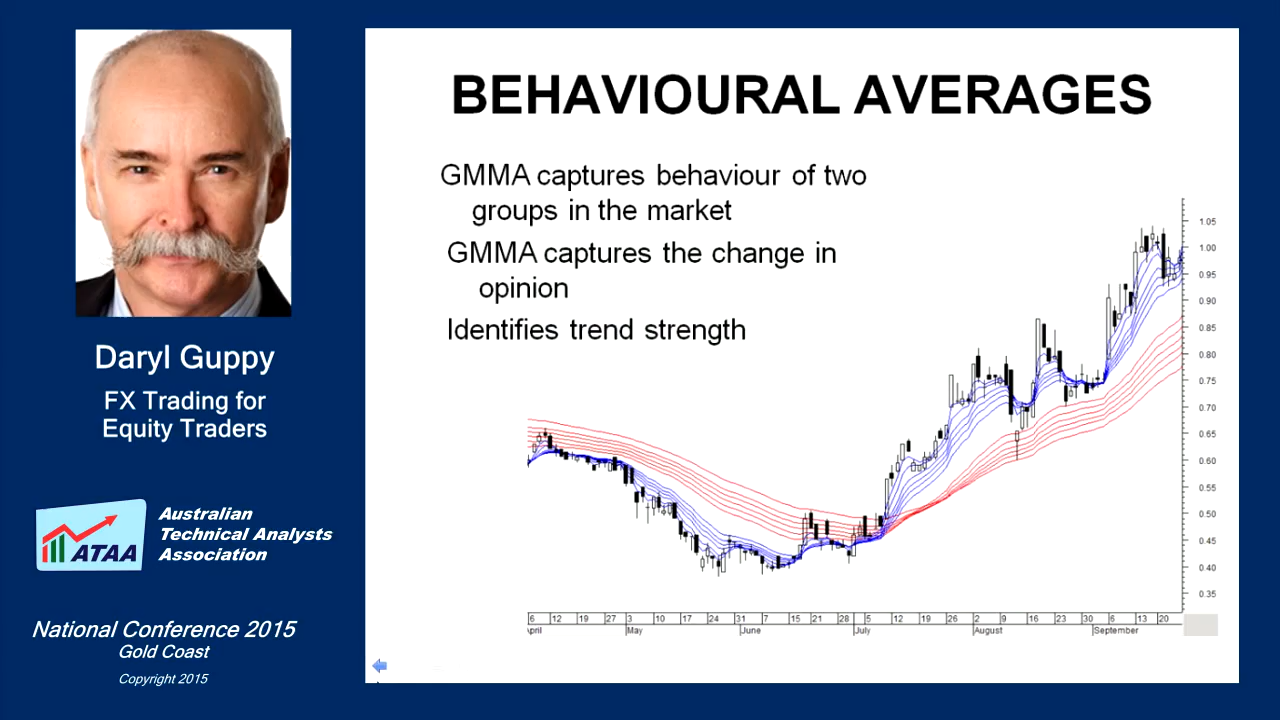 Daryl Guppy
FX Trading for
Equity Traders
ATAA
Australian
Technical Analysts
Association
National Conference 2015
Gold Coast
Copyright 2015
BEHAVIOURAL AVERAGES
GMMA captures behaviour of two
groups in the market
GMMA captures the change in
opinion
Identifies trend strength
1.05
1.00
0.95
0.90
0.85
0.80
0.75
0.70
0.65
0.60
0.55
0.50
0.45
0.40
0.35
6 12 19 27 3 10 17 24 31 7 15 21 28 5 12 19 26 2 9 16 23 30 6 13 20
pril May June July August September